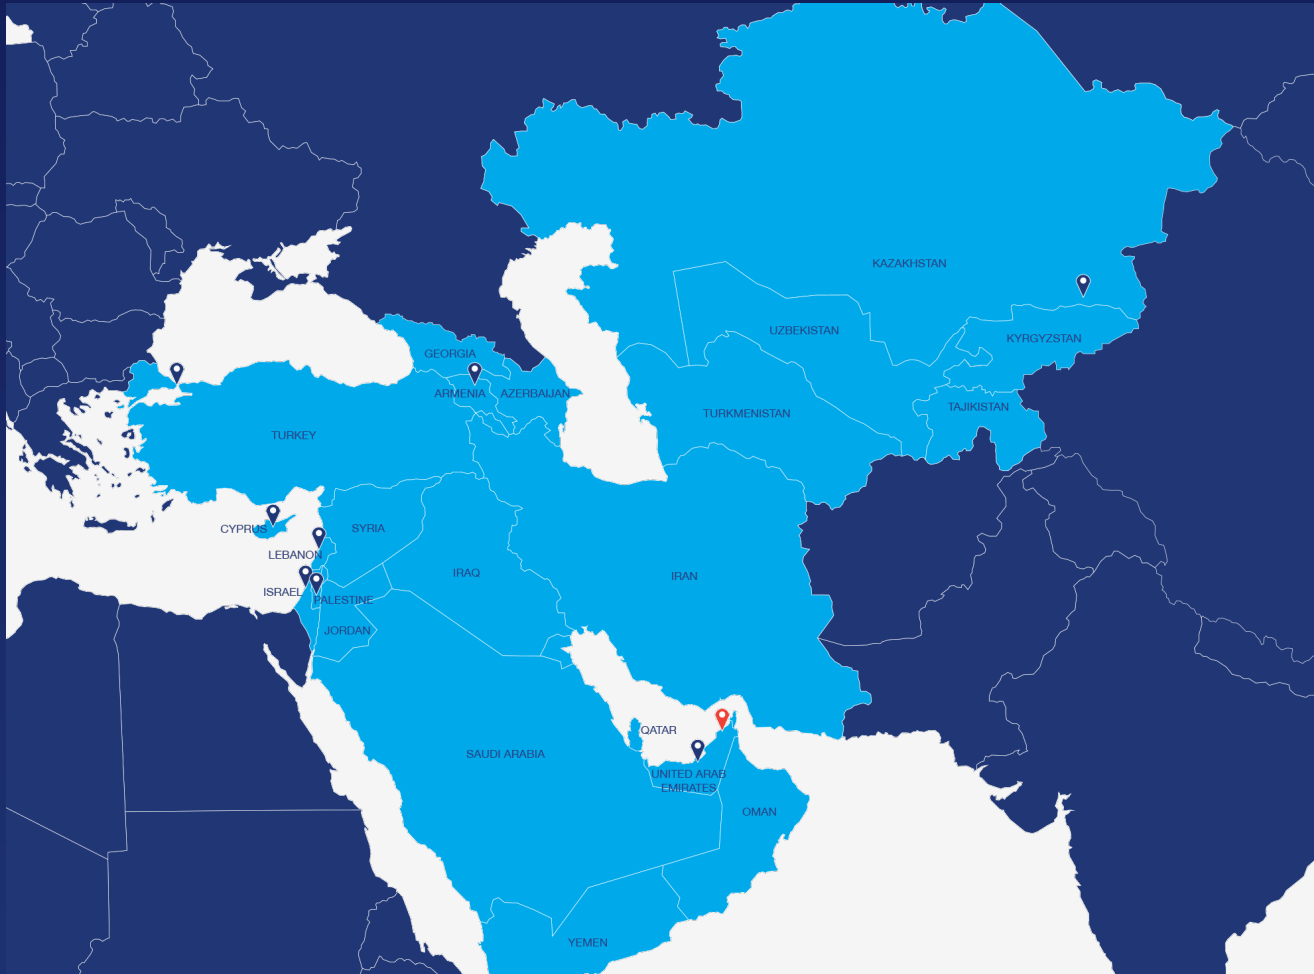 KAZAKHSTAN
UZBEKISTAN
KYRGYZSTAN
GEORGIA
ARMENIA
AZERBAIJAN
TURKMENISTAN
TAJIKISTAN
TURKEY
CYPRUS
SYRIA
LEBANON
IRAQ
IRAN
ISRAEL
PALESTINE
JORDAN
QATAR
SAUDI ARABIA
UNITED ARAB
EMIRATES
OMAN
YEMEN